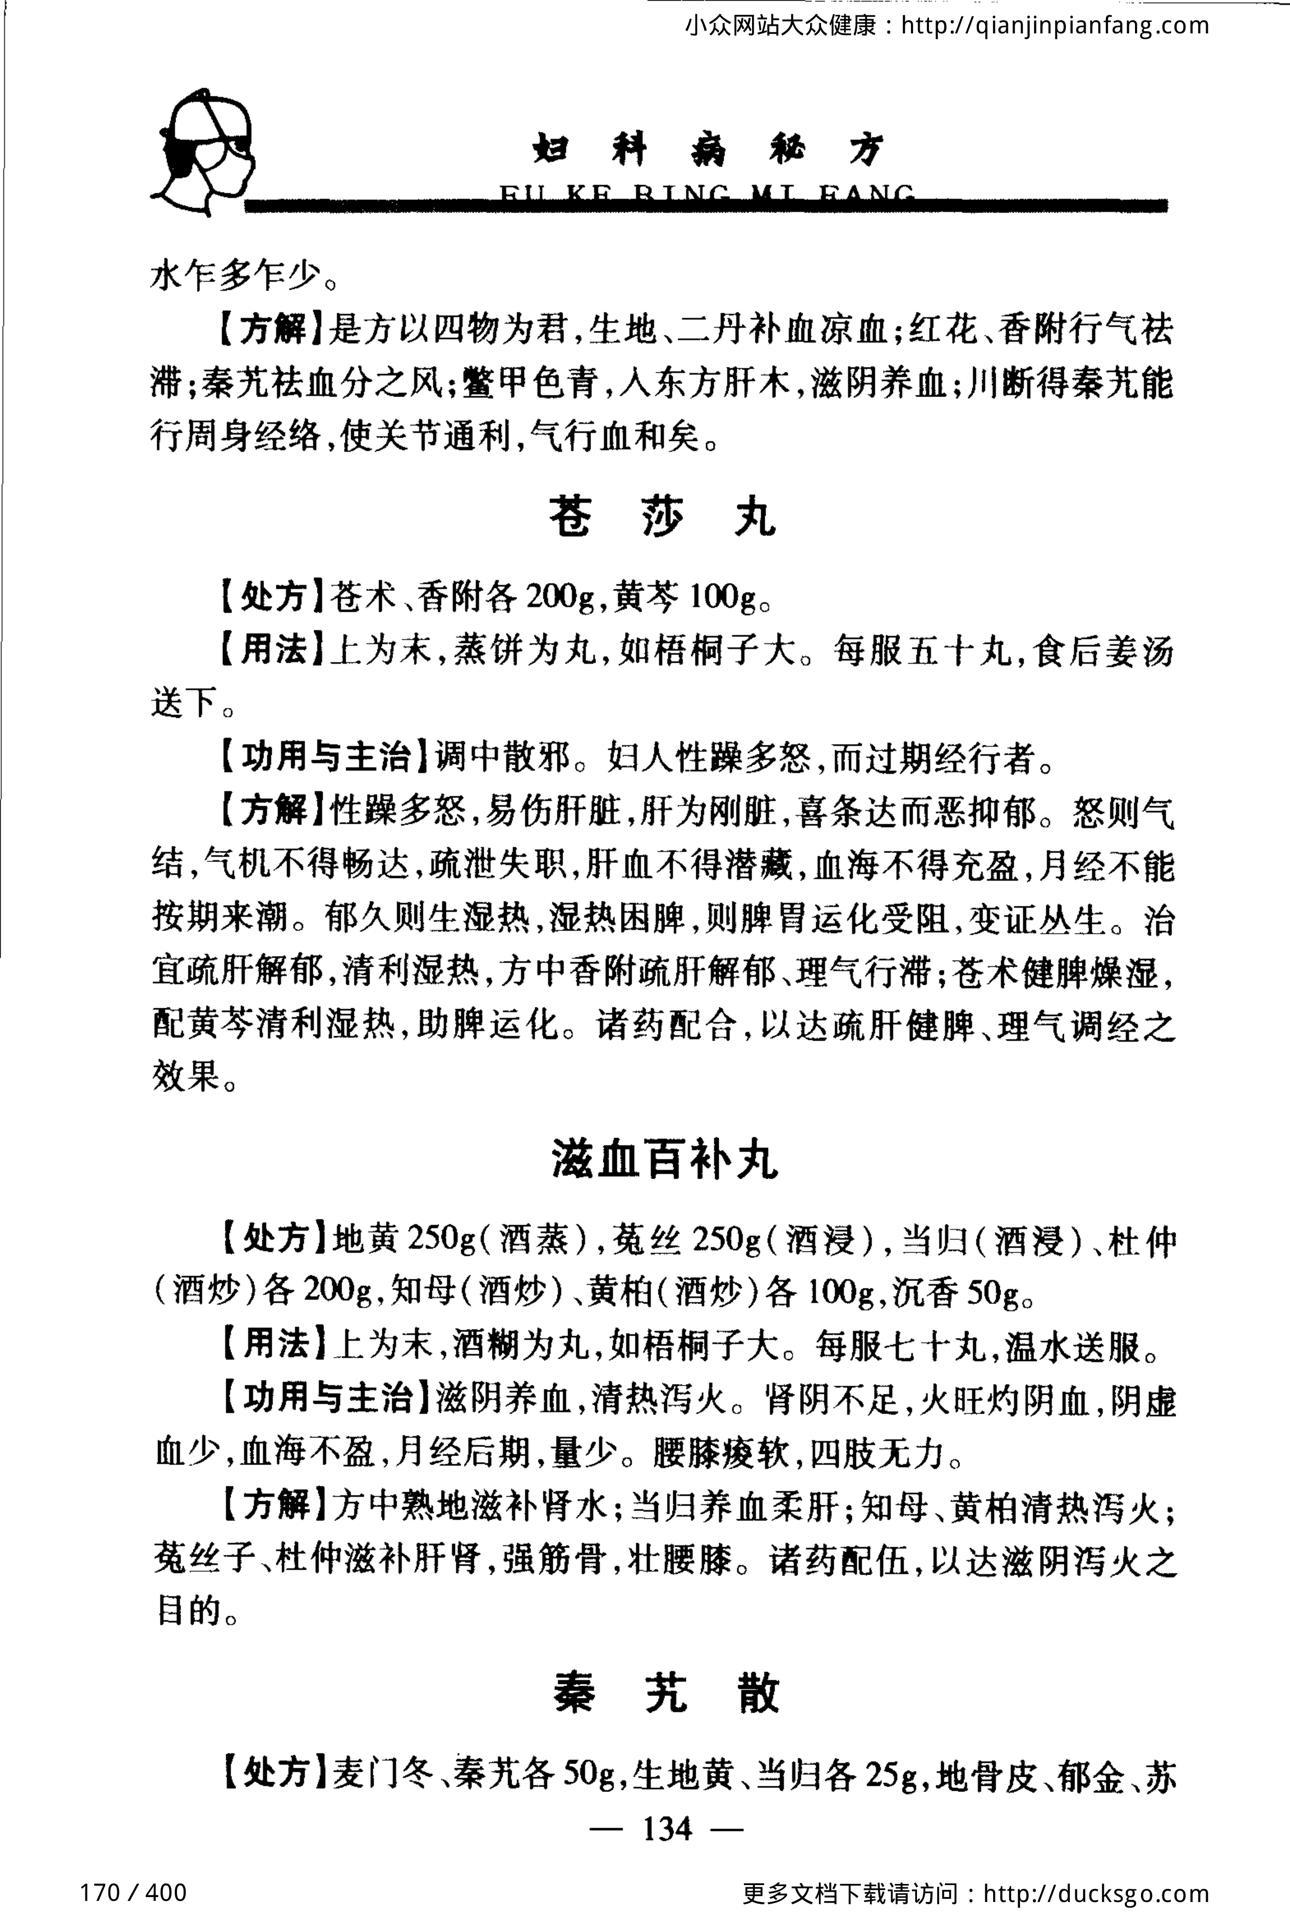 小众网站大众健康：http://qianjinpianfang.com
妇科病秘方
FU KE BING MI FANG
水乍多乍少。
【方解】是方以四物为君,生地、二丹补血凉血;红花、香附行气祛
滞;秦艽祛血分之风;鳖甲色青,入东方肝木,滋阴养血;川断得秦艽能
行周身经络,使关节通利,气行血和矣。
苍莎丸
【处方】苍术、香附各200g,黄芩100g。
【用法】上为末,蒸饼为丸,如梧桐子大。每服五十丸,食后姜汤
送下。
【功用与主治】调中散邪。妇人性躁多怒,而过期经行者。
【方解】性躁多怒,易伤肝脏,肝为刚脏,喜条达而恶抑郁。怒则气
结,气机不得畅达,疏泄失职,肝血不得潜藏,血海不得充盈,月经不能
按期来潮。郁久则生湿热,湿热困脾,则脾胃运化受阻,变证丛生。治
宜疏肝解郁,清利湿热,方中香附疏肝解郁、理气行滞;苍术健脾燥湿,
配黄芩清利湿热,助脾运化。诸药配合,以达疏肝健脾、理气调经之
效果。
滋血百补丸
【处方】地黄250g(酒蒸),菟丝250g(酒浸),当归(酒浸)、杜仲
(酒炒)各200g,知母(酒炒)、黄柏(酒炒)各100g,沉香50g。
【用法】上为末,酒糊为丸,如梧桐子大。每服七十丸,温水送服。
【功用与主治】滋阴养血,清热泻火。肾阴不足,火旺灼阴血,阴虚
血少,血海不盈,月经后期,量少。腰膝痠软,四肢无力。
【方解】方中熟地滋补肾水;当归养血柔肝;知母、黄柏清热泻火;
菟丝子、杜仲滋补肝肾,强筋骨,壮腰膝。诸药配伍,以达滋阴泻火之
目的。
秦艽散
【处方】麦门冬、秦艽各50g,生地黄、当归各25g,地骨皮、郁金、苏
— 134 —
170 / 400
更多文档下载请访问：http://ducksgo.com